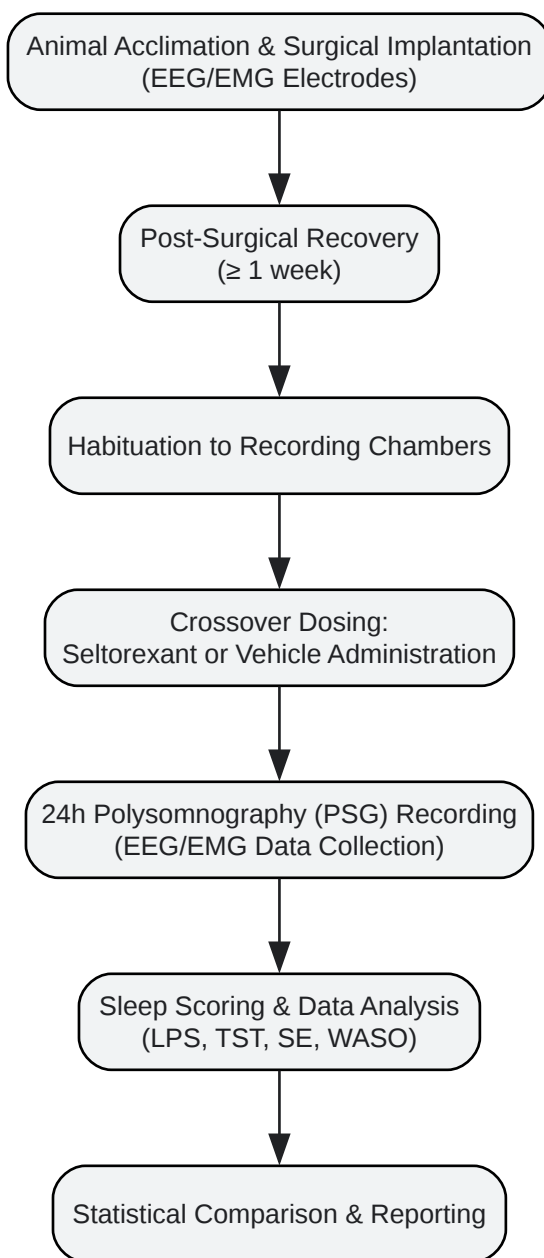 Animal Acclimation & Surgical Implantation
(EEG/EMG Electrodes)
Post-Surgical Recovery
(≥ 1 week)
Habituation to Recording Chambers
Crossover Dosing:
Seltorexant or Vehicle Administration
24h Polysomnography (PSG) Recording
(EEG/EMG Data Collection)
Sleep Scoring & Data Analysis
(LPS, TST, SE, WASO)
Statistical Comparison & Reporting